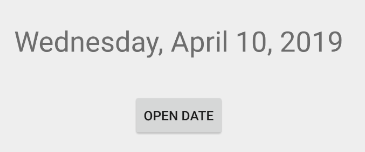 Wednesday, April 10, 2019
OPEN DATE